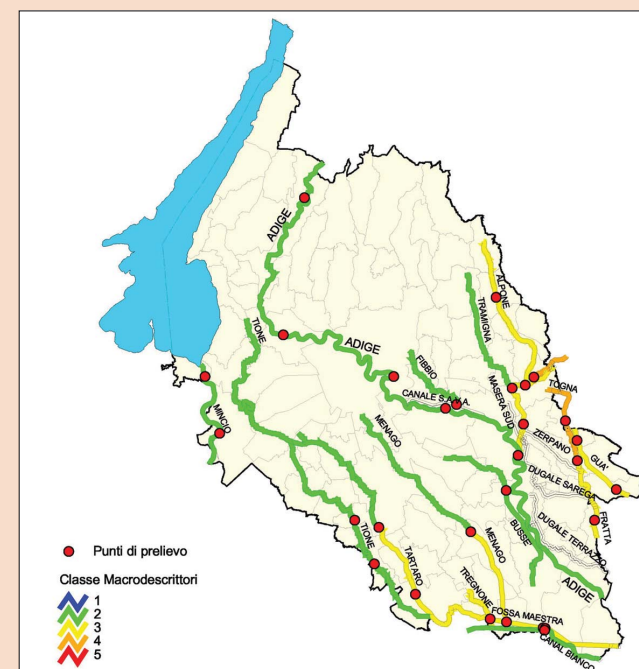 ADIGE
ALPONE
TIONE
TRAMIGNA
ADIGE
FIBBIO
TOGNA
CANALE S.A.V.A.
MASERA SUD
MINCIO
MENAGO
ZERPANO
GUA'
DUGALE SAREGA
FRATTA
BUSSE
DUGALE TERRAZZO
TIONE
MENAGO
TARTARO
TREGNONE
ADIGE
FOSSA MAESTRA
CANAL BIANCO
Punti di prelievo
Classe Macrodescrittori
1
2
3
4
5